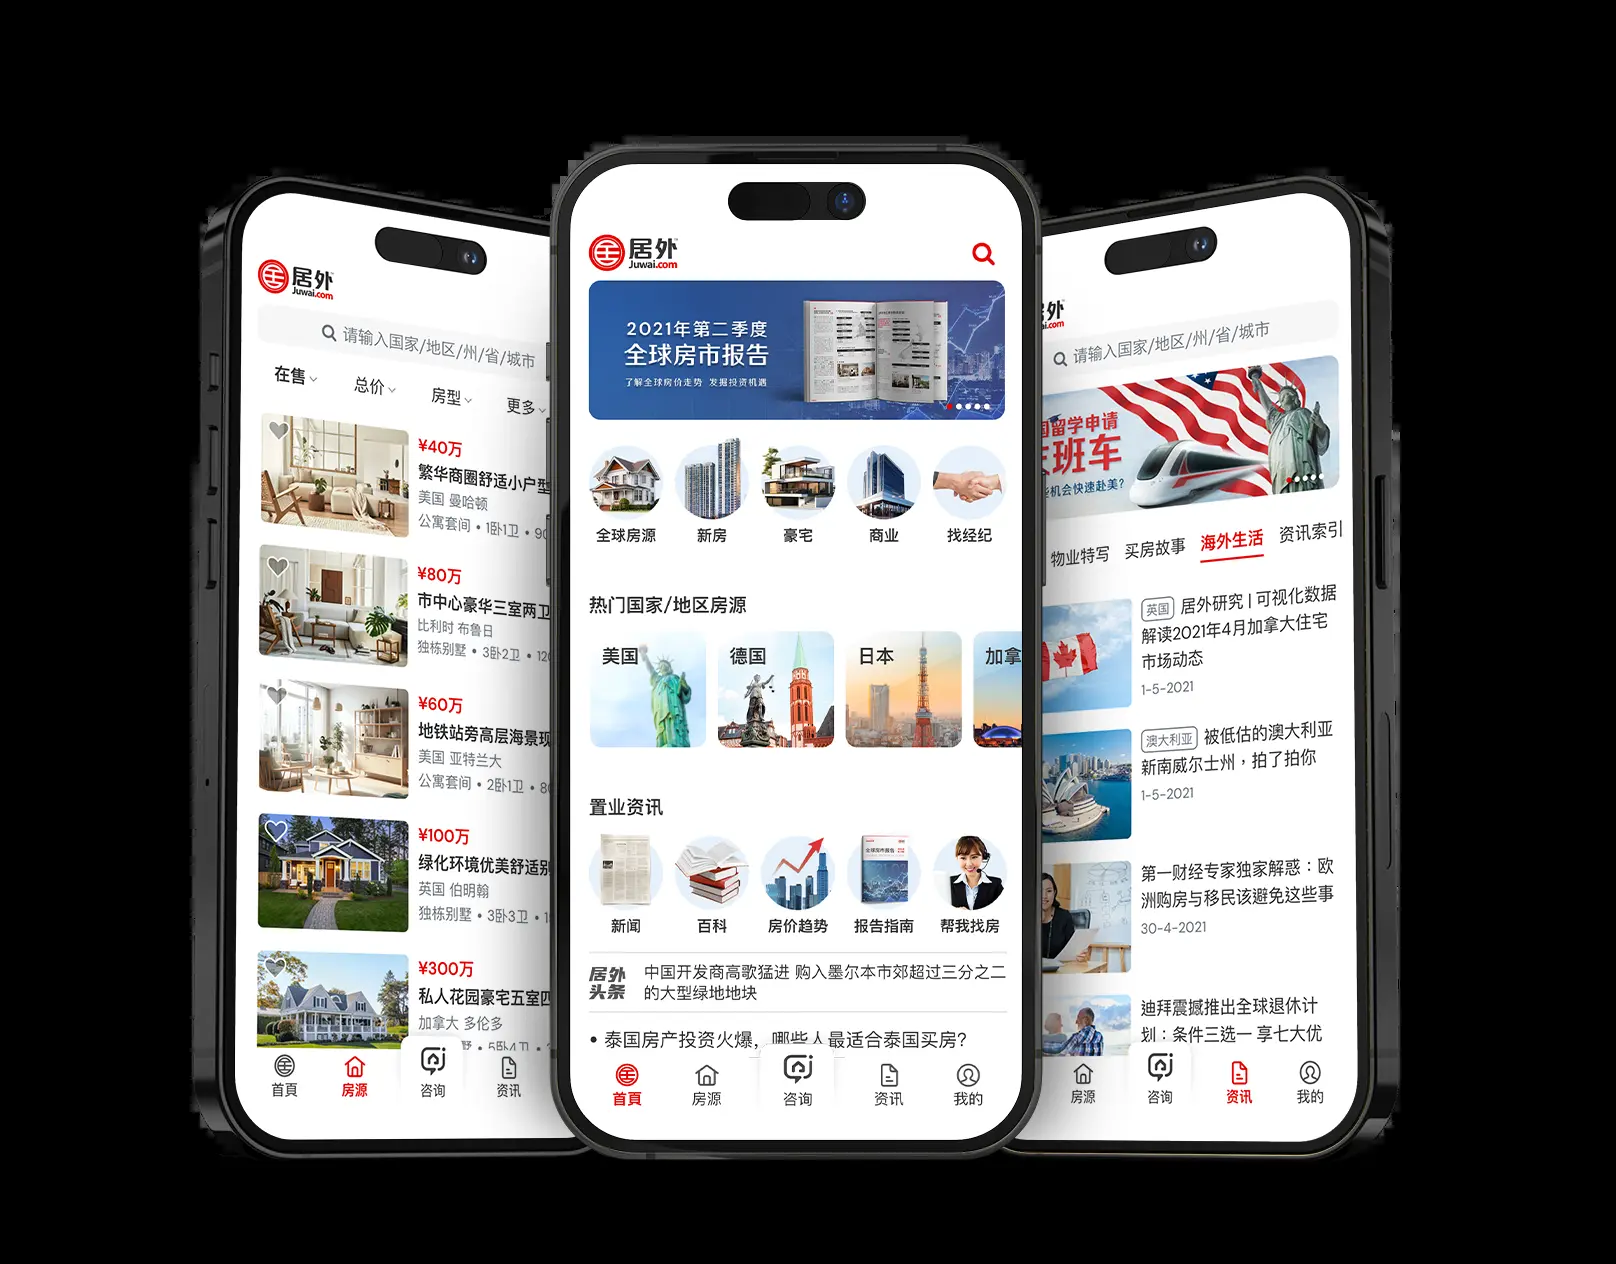 居外
Juwai.com
请输入国家/地区/州/省/城市
在售
总价
房型
更多
¥40万
繁华商圈舒适小户型
美国 曼哈顿
公寓套间 • 1卧1卫 • 90
¥80万
市中心豪华三室两卫
比利时 布鲁日
独栋别墅 • 3卧2卫 • 120
¥60万
地铁站旁高层海景现
美国 亚特兰大
公寓套间 • 2卧1卫 • 80
¥100万
绿化环境优美舒适别
英国 伯明翰
独栋别墅 • 3卧3卫 • 1
¥300万
私人花园豪宅五室四
加拿大 多伦多
墅 • 5卧4卫 • 3
首頁
房源
咨询
资讯
居外
Juwai.com
2021年第二季度
全球房市报告
了解全球房价走势 发掘投资机遇
全球房源
新房
豪宅
商业
找经纪
热门国家/地区房源
美国
德国
日本
加拿
置业资讯
全球房市报告
新闻
百科
房价趋势
报告指南
帮我找房
居外
头条
中国开发商高歌猛进 购入墨尔本市郊超过三分之二
的大型绿地地块
• 泰国房产投资火爆，哪些人最适合泰国买房?
首頁
房源
咨询
资讯
我的
外
ai.com
请输入国家/地区/州/省/城市
国留学申请
班车
机会快速赴美?
物业特写
买房故事
海外生活
资讯索引
英国 居外研究 | 可视化数据
解读2021年4月加拿大住宅
市场动态
1-5-2021
澳大利亚 被低估的澳大利亚
新南威尔士州，拍了拍你
1-5-2021
第一财经专家独家解惑：欧
洲购房与移民该避免这些事
30-4-2021
迪拜震撼推出全球退休计
划：条件三选一 享七大优
房源
咨询
资讯
我的